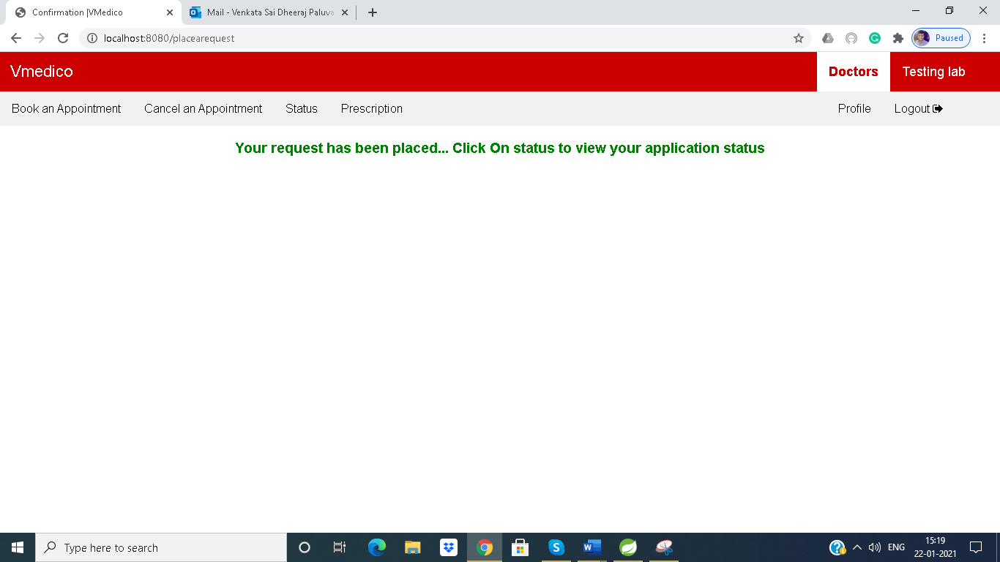 Confirmation |VMedico
Mail - Venkata Sai Dheeraj Paluva
localhost:8080/placearequest
Paused
Vmedico
Doctors
Testing lab
Book an Appointment
Cancel an Appointment
Status
Prescription
Profile
Logout
Your request has been placed... Click On status to view your application status
Type here to search
ENG
15:19
22-01-2021